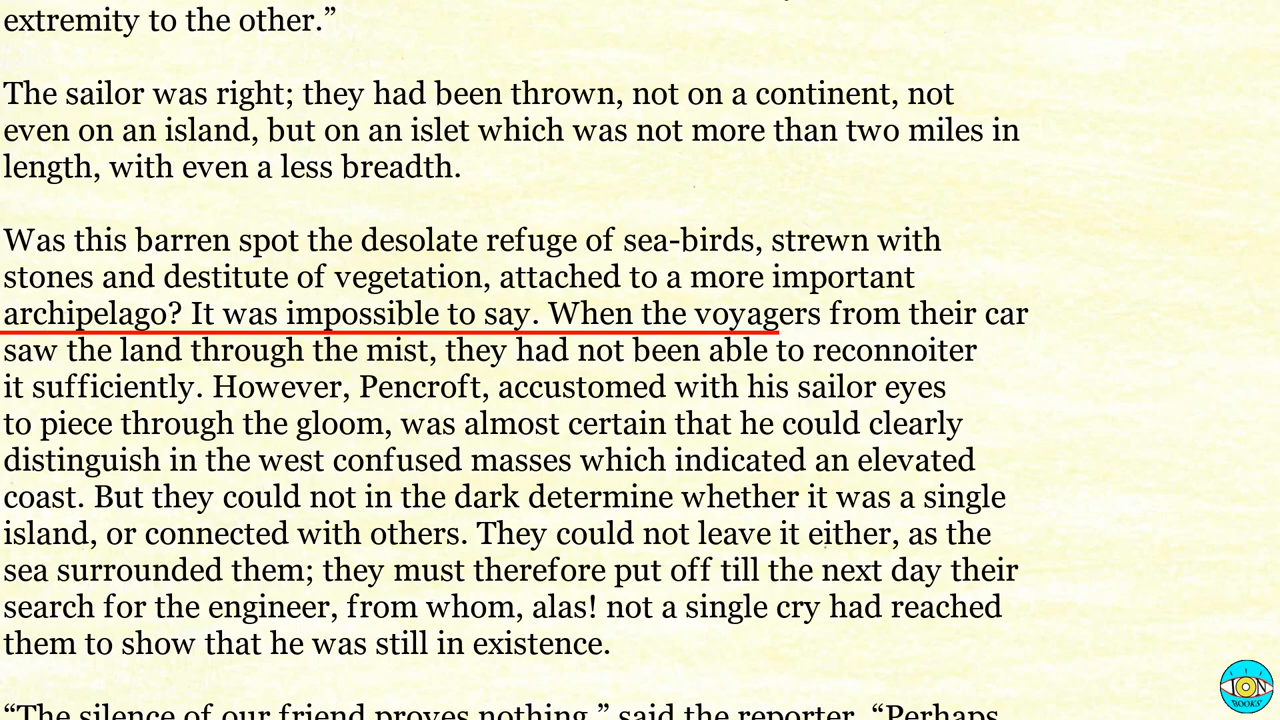 extremity to the other.”
The sailor was right; they had been thrown, not on a continent, not
even on an island, but on an islet which was not more than two miles in
length, with even a less breadth.
Was this barren spot the desolate refuge of sea-birds, strewn with
stones and destitute of vegetation, attached to a more important
archipelago? It was impossible to say. When the voyagers from their car
saw the land through the mist, they had not been able to reconnoiter
it sufficiently. However, Pencroft, accustomed with his sailor eyes
to piece through the gloom, was almost certain that he could clearly
distinguish in the west confused masses which indicated an elevated
coast. But they could not in the dark determine whether it was a single
island, or connected with others. They could not leave it either, as the
sea surrounded them; they must therefore put off till the next day their
search for the engineer, from whom, alas! not a single cry had reached
them to show that he was still in existence.
“The silence of our friend proves nothing,” said the reporter. “Perhaps
ION
BOOKS